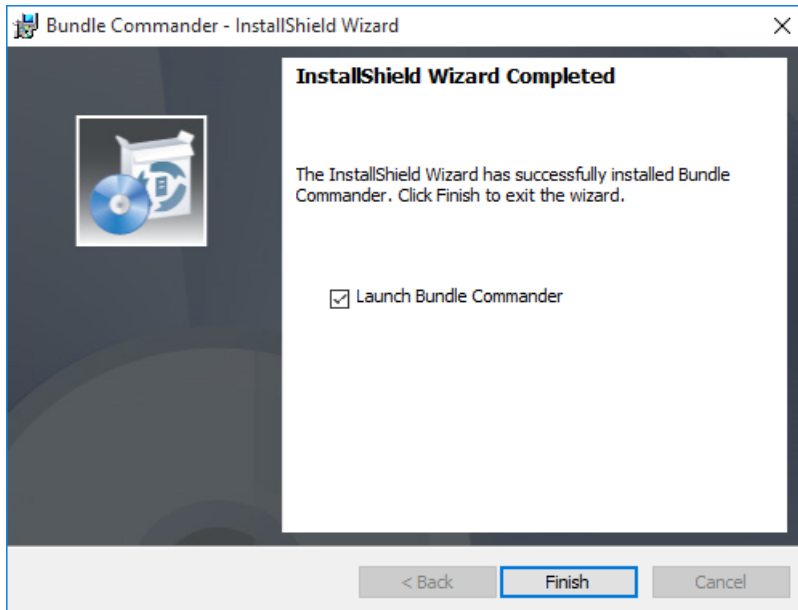 Bundle Commander - InstallShield Wizard
InstallShield Wizard Completed
The InstallShield Wizard has successfully installed Bundle
Commander. Click Finish to exit the wizard.
Launch Bundle Commander
< Back
Finish
Cancel